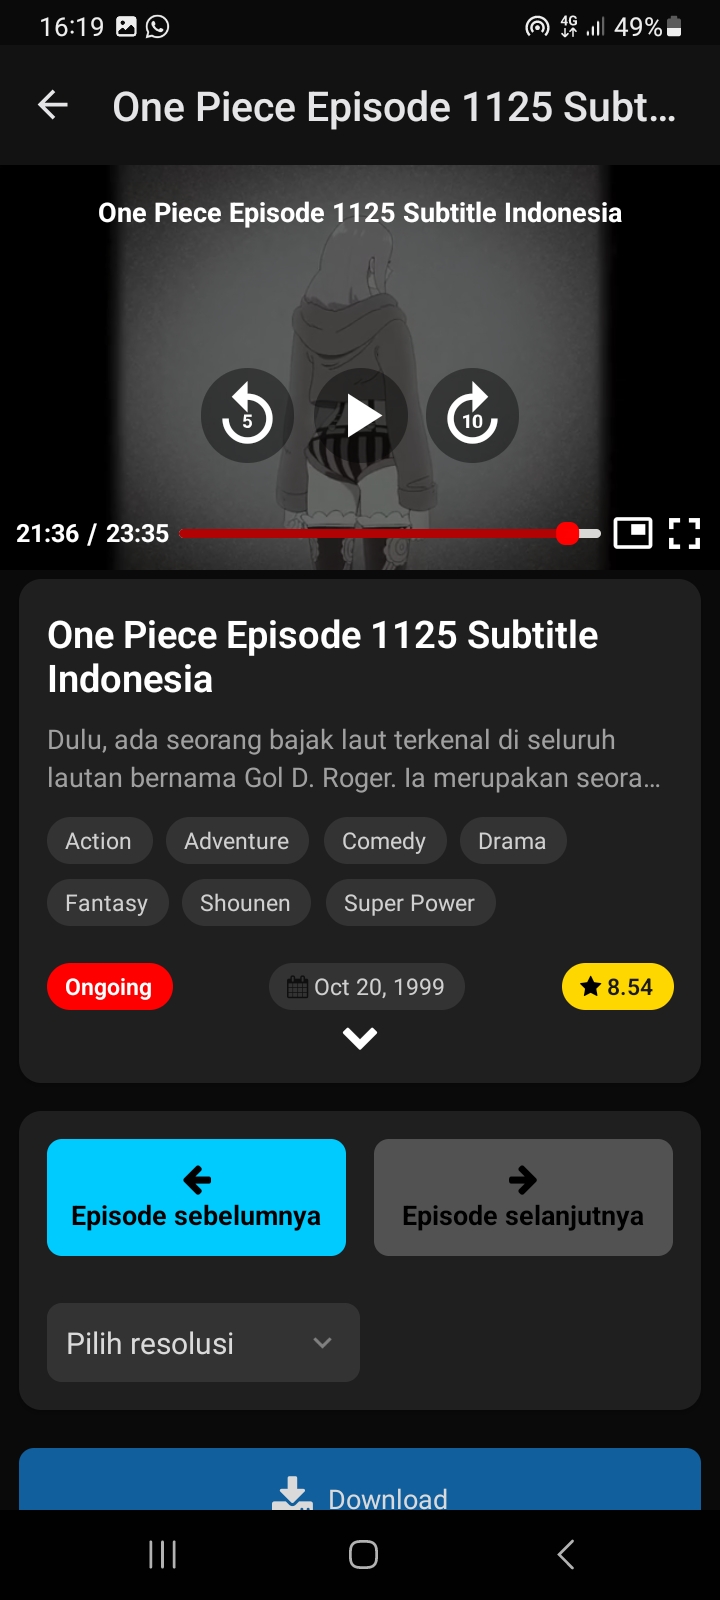 16:19 4G 49%
One Piece Episode 1125 Subt...
One Piece Episode 1125 Subtitle Indonesia
5 10
21:36 / 23:35
One Piece Episode 1125 Subtitle
Indonesia
Dulu, ada seorang bajak laut terkenal di seluruh
lautan bernama Gol D. Roger. Ia merupakan seora...
Action Adventure Comedy Drama
Fantasy Shounen Super Power
Ongoing Oct 20, 1999 8.54
Episode sebelumnya Episode selanjutnya
Pilih resolusi
Download